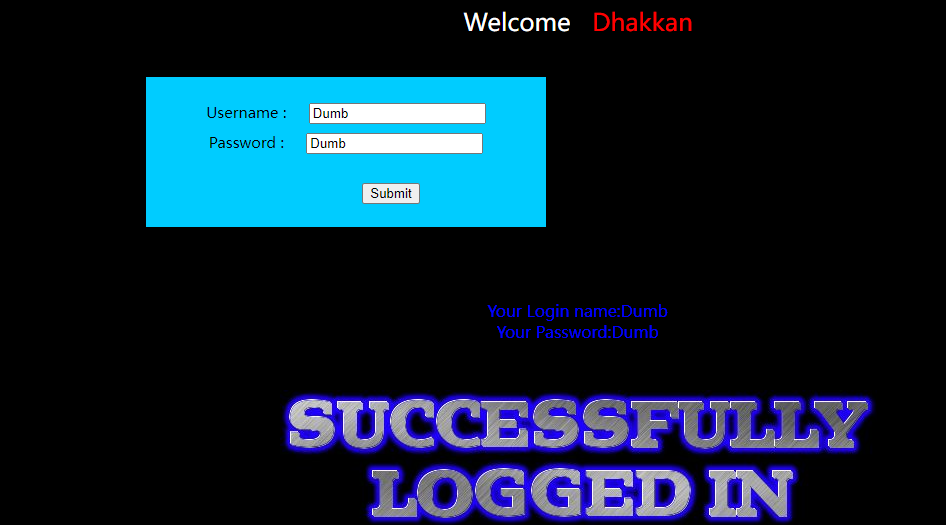 Welcome Dhakkan
Username : Dumb
Password : Dumb
Submit
Your Login name:Dumb
Your Password:Dumb
SUCCESSFULLY
LOGGED IN